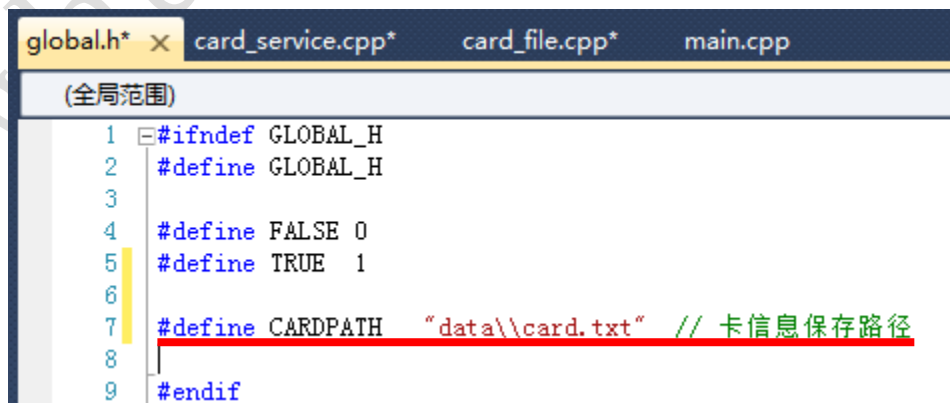 global.h* × card_service.cpp* card_file.cpp* main.cpp
(全局范围)
1 #ifndef GLOBAL_H
2 #define GLOBAL_H
3
4 #define FALSE 0
5 #define TRUE 1
6
7 #define CARDPATH "data\\card.txt" // 卡信息保存路径
8
9 #endif